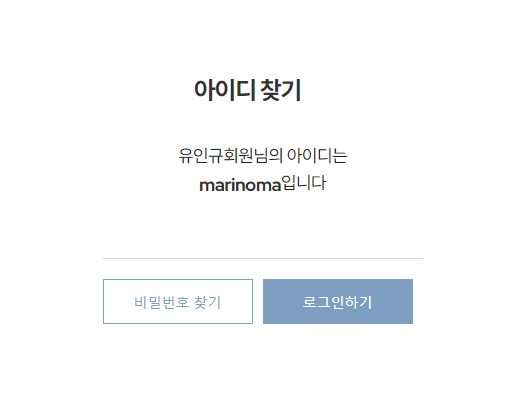 아이디 찾기
유인규회원님의 아이디는
marinoma입니다
비밀번호 찾기
로그인하기